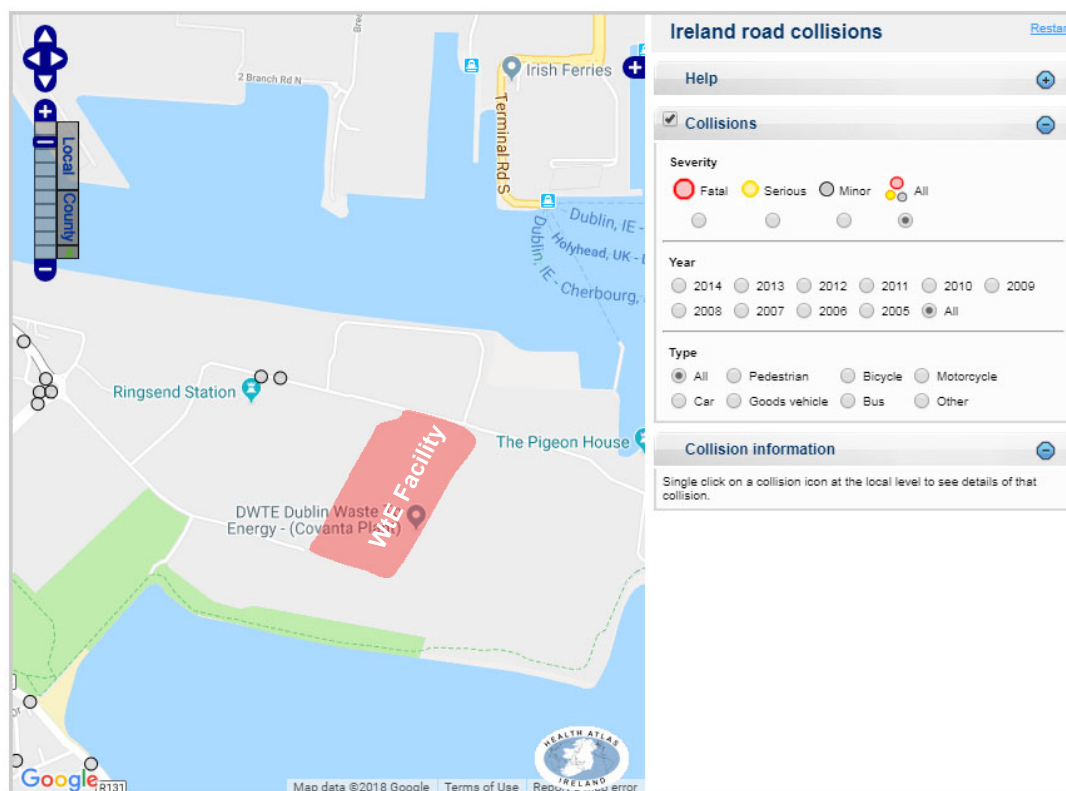 2 Branch Rd N
Irish Ferries
Terminal Rd S
Local
County
Dublin, IE -
Holyhead, UK -
Dublin, IE - Cherbourg,
Ringsend Station
The Pigeon House
WtE Facility
DWTE Dublin Waste
Energy - (Covanta Plant)
HEALTH ATLAS
IRELAND
Google
R131
Map data ©2018 Google
Terms of Use
Report a map error
Ireland road collisions
Restar
Help
Collisions
Severity
Fatal Serious Minor All
Year
2014 2013 2012 2011 2010 2009
2008 2007 2006 2005 All
Type
All Pedestrian Bicycle Motorcycle
Car Goods vehicle Bus Other
Collision information
Single click on a collision icon at the local level to see details of that
collision.